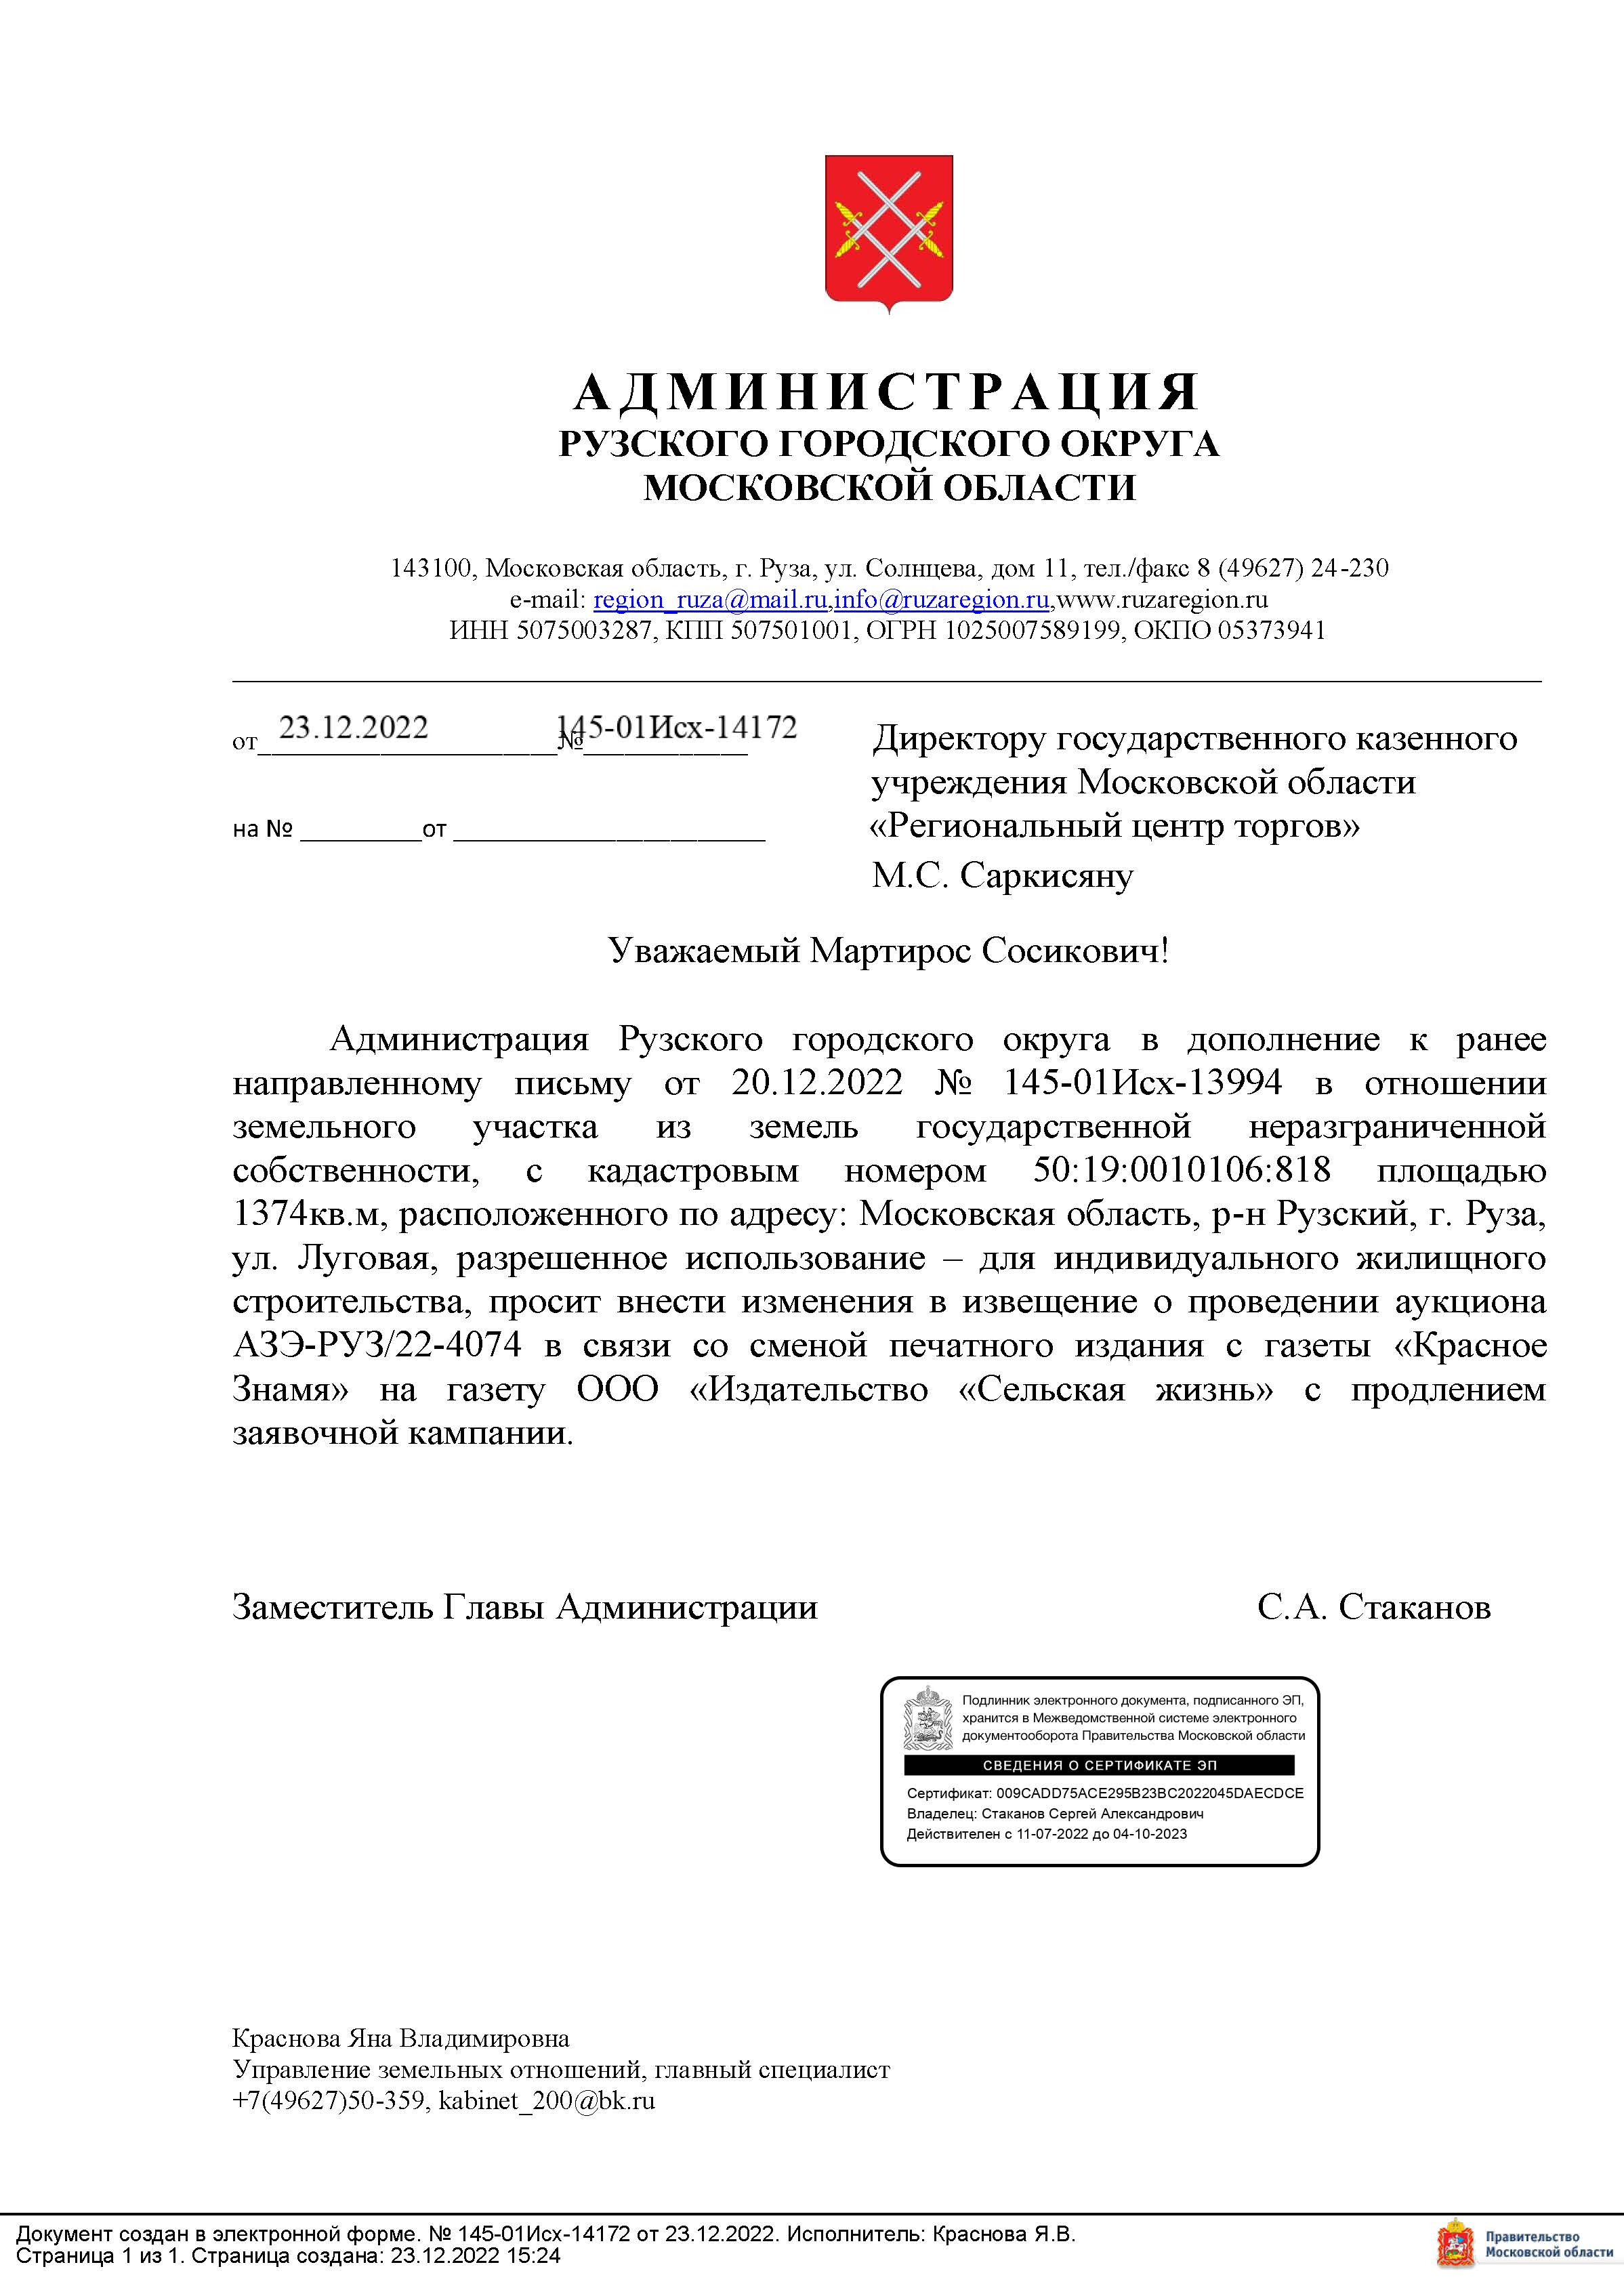 АДМИНИСТРАЦИЯ
РУЗСКОГО ГОРОДСКОГО ОКРУГА
МОСКОВСКОЙ ОБЛАСТИ
143100, Московская область, г. Руза, ул. Солнцева, дом 11, тел./факс 8 (49627) 24-230
e-mail: region_ruza@mail.ru,info@ruzaregion.ru,www.ruzaregion.ru
ИНН 5075003287, КПП 507501001, ОГРН 1025007589199, ОКПО 05373941
от 23.12.2022 № 145-01Исх-14172
на № _________от _______________________
Директору государственного казенного
учреждения Московской области
«Региональный центр торгов»
М.С. Саркисяну
Уважаемый Мартирос Сосикович!
Администрация Рузского городского округа в дополнение к ранее
направленному письму от 20.12.2022 № 145-01Исх-13994 в отношении
земельного участка из земель государственной неразграниченной
собственности, с кадастровым номером 50:19:0010106:818 площадью
1374кв.м, расположенного по адресу: Московская область, р-н Рузский, г. Руза,
ул. Луговая, разрешенное использование – для индивидуального жилищного
строительства, просит внести изменения в извещение о проведении аукциона
АЗЭ-РУЗ/22-4074 в связи со сменой печатного издания с газеты «Красное
Знамя» на газету ООО «Издательство «Сельская жизнь» с продлением
заявочной кампании.
Заместитель Главы Администрации С.А. Стаканов
Подлинник электронного документа, подписанного ЭП,
хранится в Межведомственной системе электронного
документооборота Правительства Московской области
СВЕДЕНИЯ О СЕРТИФИКАТЕ ЭП
Сертификат: 009CADD75ACE295B23BC2022045DAECDCE
Владелец: Стаканов Сергей Александрович
Действителен с 11-07-2022 до 04-10-2023
Краснова Яна Владимировна
Управление земельных отношений, главный специалист
+7(49627)50-359, kabinet_200@bk.ru
Документ создан в электронной форме. № 145-01Исх-14172 от 23.12.2022. Исполнитель: Краснова Я.В.
Страница 1 из 1. Страница создана: 23.12.2022 15:24
Правительство
Московской области